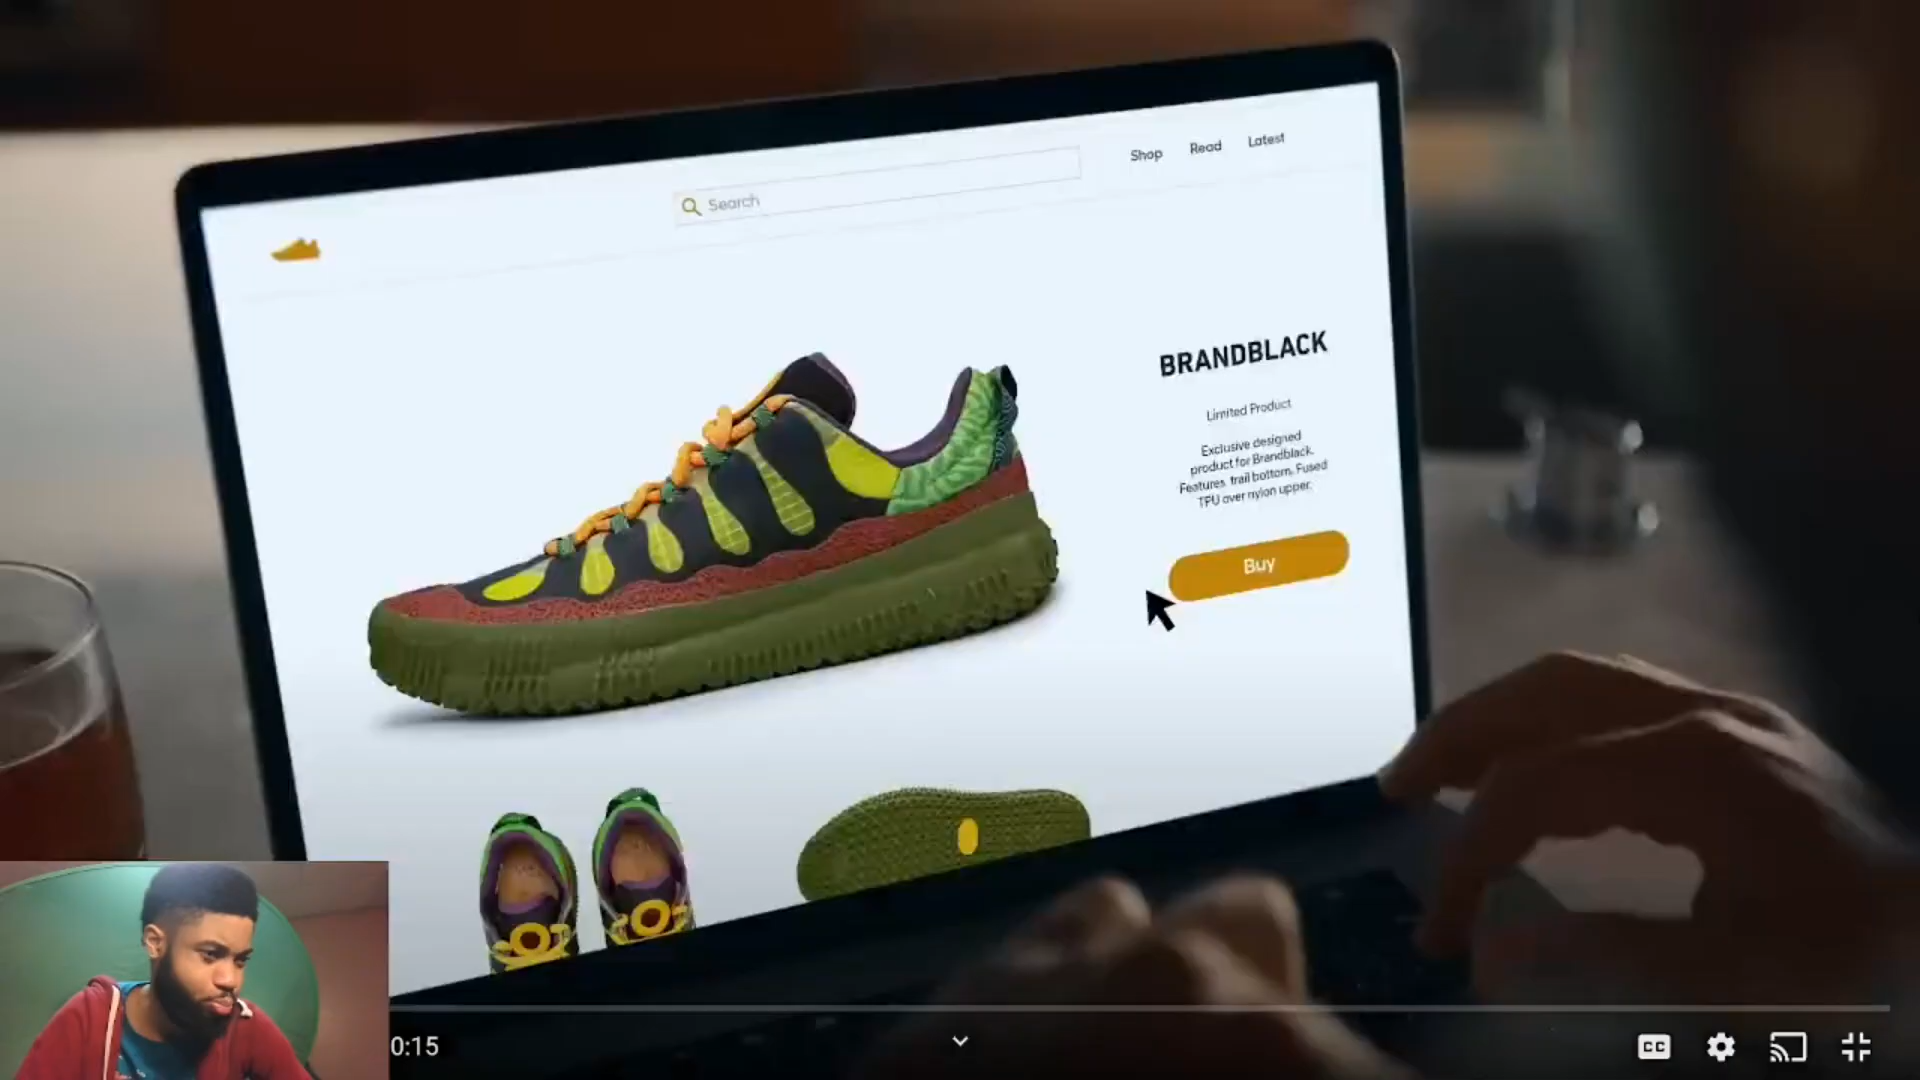 Search
Shop
Read
Latest
BRANDBLACK
Limited Product
Exclusive designed
product for Brandblack.
Features trail bottom. Fused
TPU over nylon upper.
Buy
0:15
CC